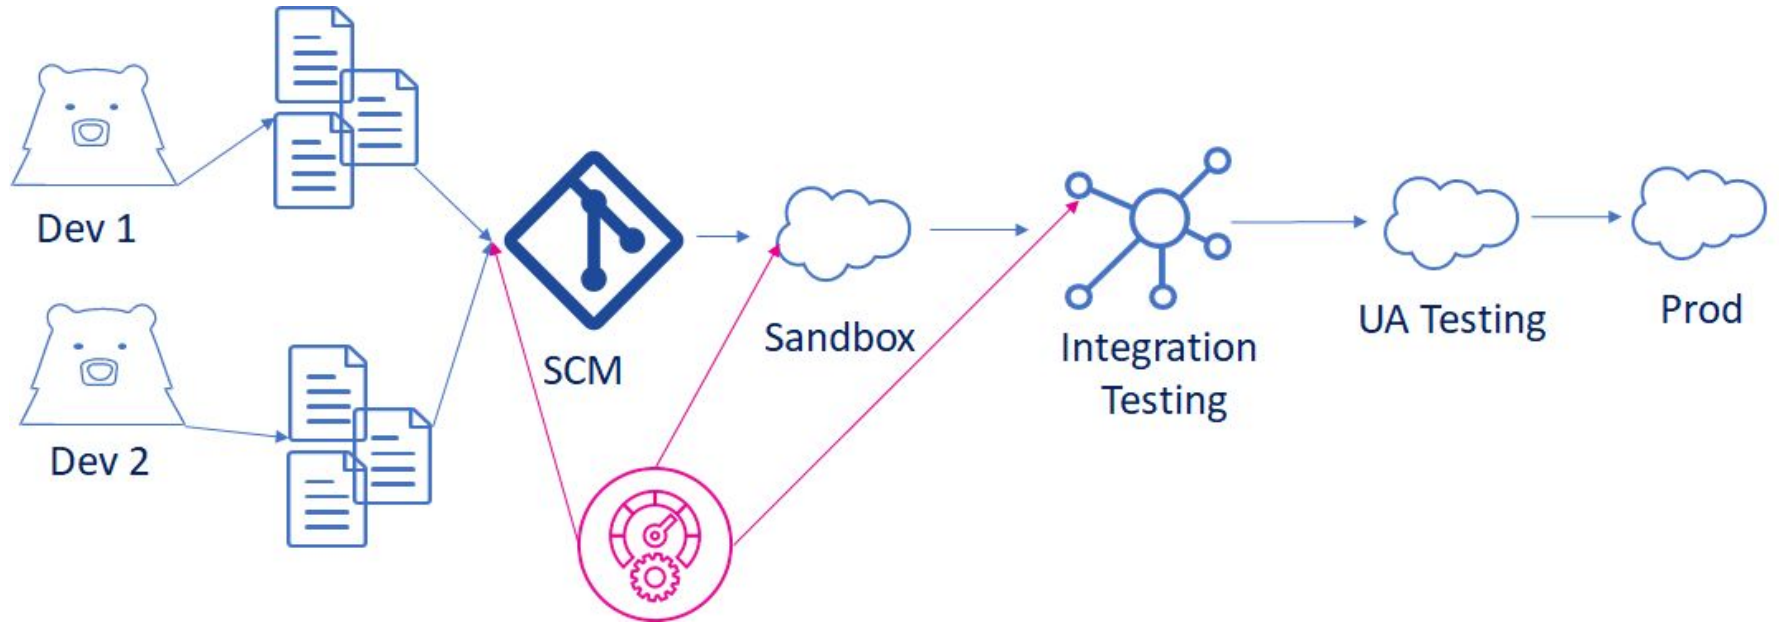 Dev 1
Dev 2
SCM
Sandbox
Integration
Testing
UA Testing
Prod